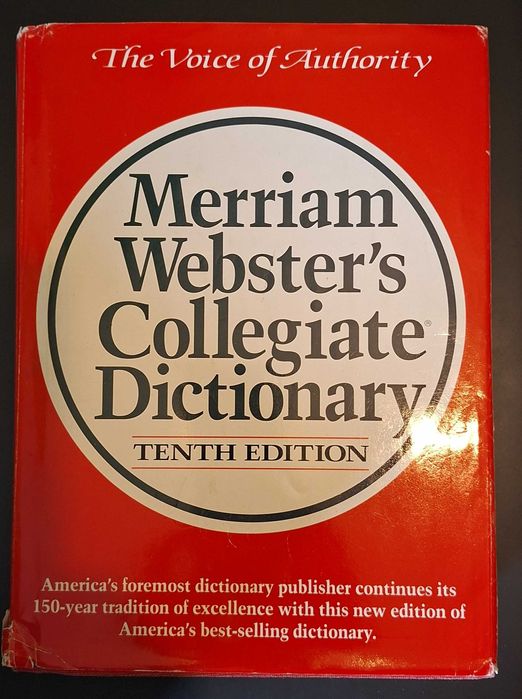 The Voice of Authority
Merriam
Webster's
Collegiate®
Dictionary
TENTH EDITION
America's foremost dictionary publisher continues its
150-year tradition of excellence with this new edition of
America's best-selling dictionary.